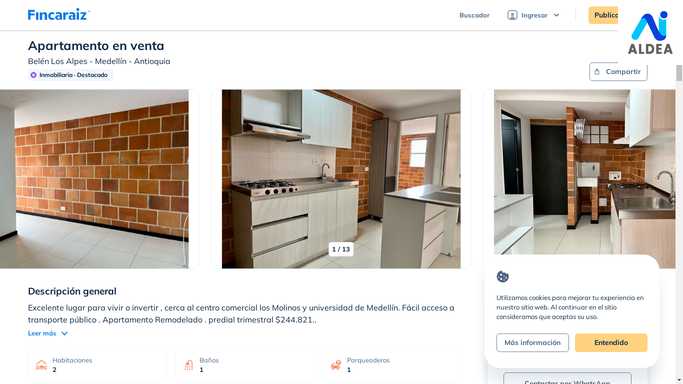 Fincaraiz
Buscador
Ingresar
Public
ALDEA
Apartamento en venta
Belén Los Alpes - Medellín - Antioquia
Inmobiliaria - Destacado
Compartir
1 / 13
Descripción general
Excelente lugar para vivir o invertir , cerca al centro comercial los Molinos y universidad de Medellín. Fácil acceso a
transporte público . Apartamento Remodelado . predial trimestral $244.821..
Leer más
Habitaciones
2
Baños
1
Parqueaderos
1
Utilizamos cookies para mejorar tu experiencia en
nuestro sitio web. Al continuar en el sitio
consideramos que aceptas su uso.
Más información
Entendido
Contactar por WhatsApp